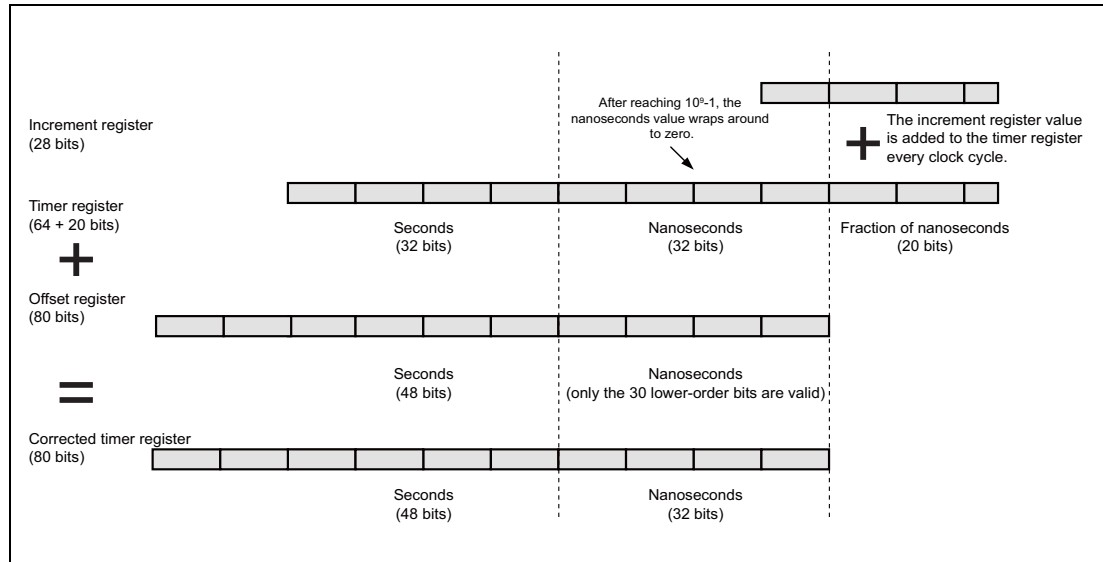 After reaching 10⁹-1, the
nanoseconds value wraps around
to zero.
Increment register
(28 bits)
+
The increment register value
is added to the timer register
every clock cycle.
Timer register
(64 + 20 bits)
Seconds
(32 bits)
Nanoseconds
(32 bits)
Fraction of nanoseconds
(20 bits)
+
Offset register
(80 bits)
Seconds
(48 bits)
Nanoseconds
(only the 30 lower-order bits are valid)
=
Corrected timer register
(80 bits)
Seconds
(48 bits)
Nanoseconds
(32 bits)